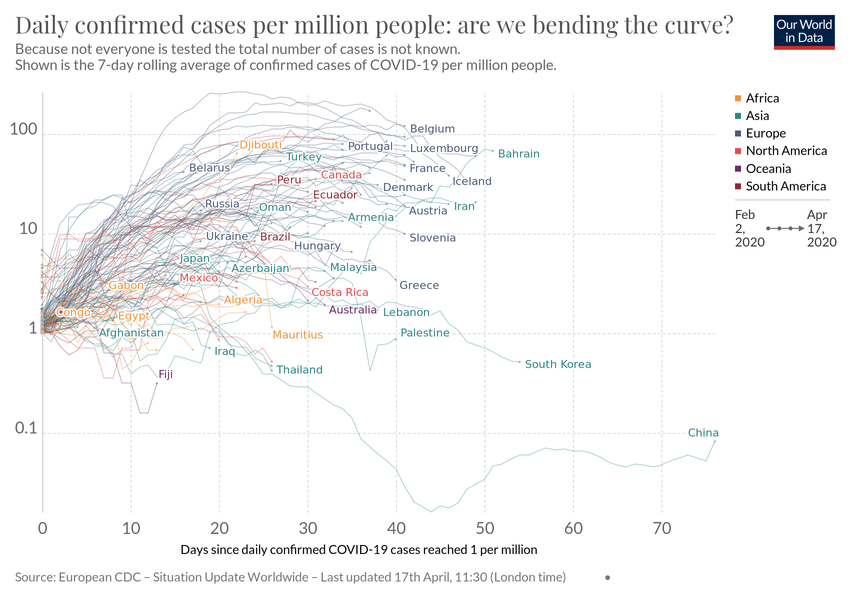 Daily confirmed cases per million people: are we bending the curve?
Because not everyone is tested the total number of cases is not known.
Shown is the 7-day rolling average of confirmed cases of COVID-19 per million people.
Our World
in Data
Africa
Asia
Europe
North America
Oceania
South America
Feb
2,
2020
Apr
17,
2020
100
10
1
0.1
Belgium
Djibouti
Portugal
Luxembourg
Turkey
Bahrain
Belarus
France
Canada
Peru
Iceland
Denmark
Ecuador
Russia
Oman
Iran
Austria
Armenia
Ukraine
Brazil
Slovenia
Hungary
Japan
Azerbaijan
Malaysia
Mexico
Gabon
Greece
Costa Rica
Algeria
Congo
Egypt
Australia
Lebanon
Afghanistan
Mauritius
Palestine
Iraq
South Korea
Thailand
Fiji
China
0
10
20
30
40
50
60
70
Days since daily confirmed COVID-19 cases reached 1 per million
Source: European CDC – Situation Update Worldwide – Last updated 17th April, 11:30 (London time)